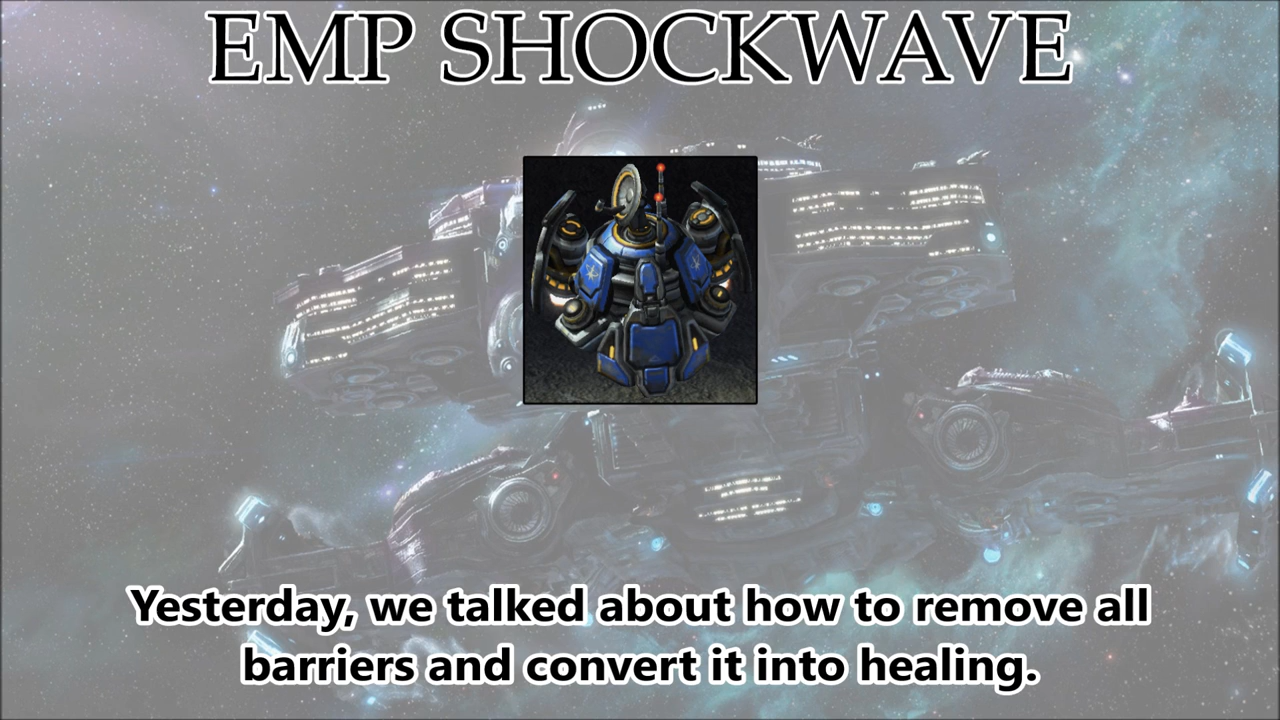 EMP SHOCKWAVE
Yesterday, we talked about how to remove all
barriers and convert it into healing.